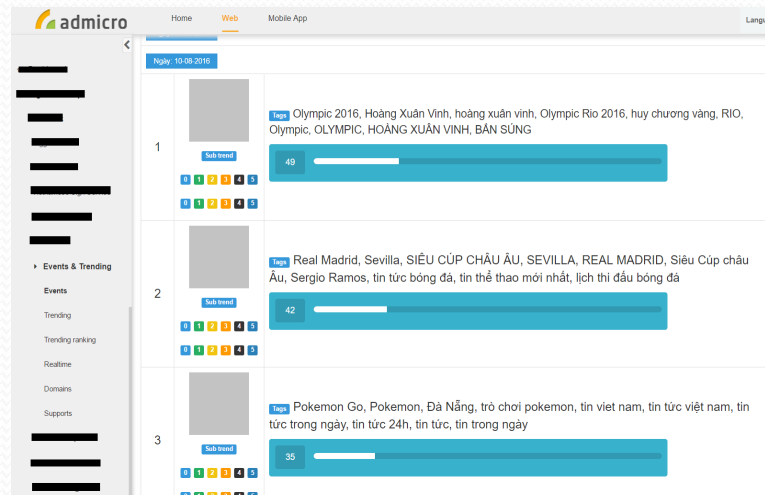 admicro
Home
Web
Mobile App
Langu
Ngày: 10-08-2016
1
Sub trend
0 1 2 3 4 5
0 1 2 3 4 5
Tags Olympic 2016, Hoàng Xuân Vinh, hoàng xuân vinh, Olympic Rio 2016, huy chương vàng, RIO,
Olympic, OLYMPIC, HOÀNG XUÂN VINH, BẮN SÚNG
49
2
Sub trend
0 1 2 3 4 5
0 1 2 3 4 5
Tags Real Madrid, Sevilla, SIÊU CÚP CHÂU ÂU, SEVILLA, REAL MADRID, Siêu Cúp châu
Âu, Sergio Ramos, tin tức bóng đá, tin thể thao mới nhất, lịch thi đấu bóng đá
42
3
Sub trend
0 1 2 3 4 5
Tags Pokemon Go, Pokemon, Đà Nẵng, trò chơi pokemon, tin viet nam, tin tức việt nam, tin
tức trong ngày, tin tức 24h, tin tức, tin trong ngày
35
Events & Trending
Events
Trending
Trending ranking
Realtime
Domains
Supports